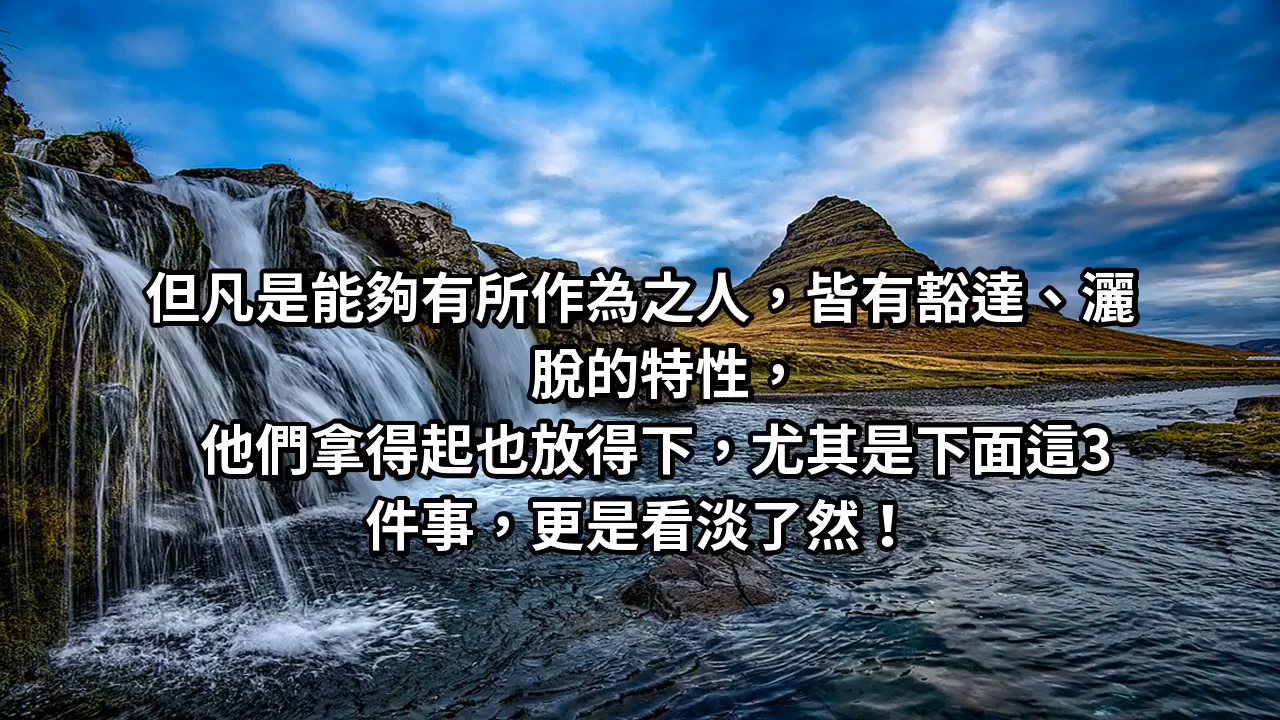 但凡是能夠有所作為之人，皆有豁達、灑
脫的特性，
他們拿得起也放得下，尤其是下面這3
件事，更是看淡了然！